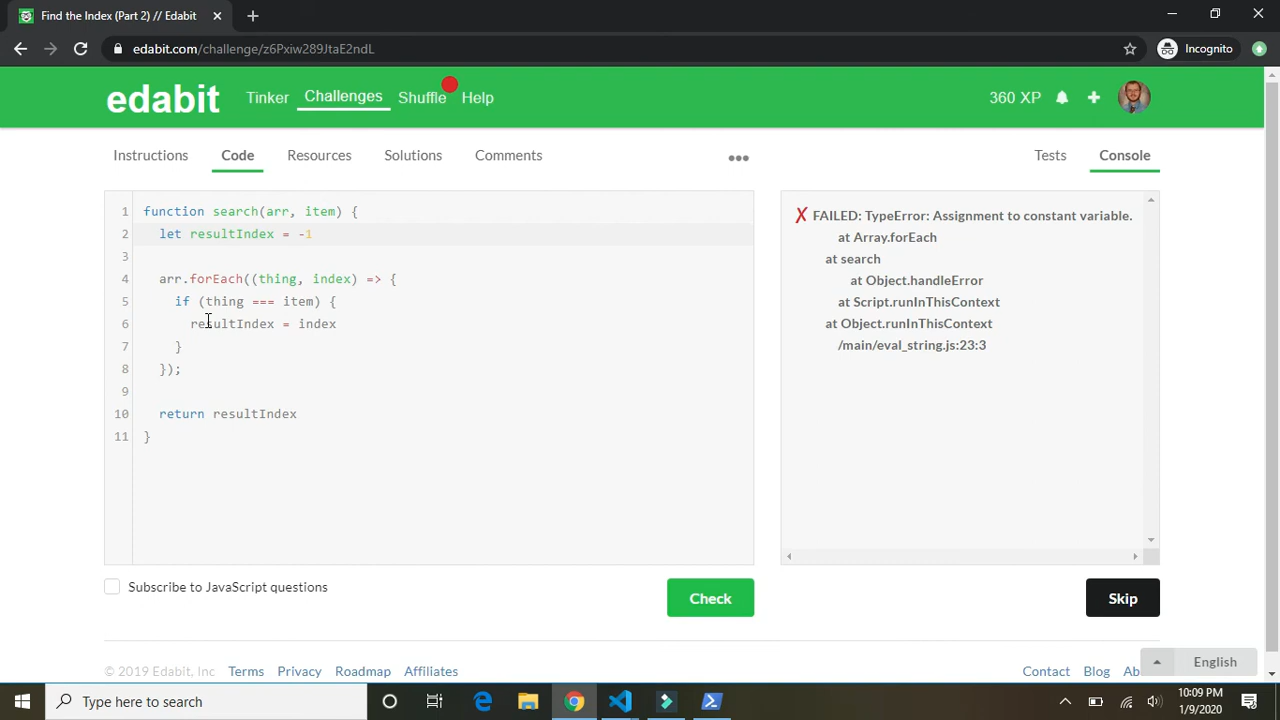 Find the Index (Part 2) // Edabit
edabit.com/challenge/z6Pxiw289JtaE2ndL
Incognito
edabit Tinker Challenges Shuffle Help 360 XP
Instructions Code Resources Solutions Comments ••• Tests Console
1 function search(arr, item) {
2 let resultIndex = -1
3
4 arr.forEach((thing, index) => {
5 if (thing === item) {
6 resultIndex = index
7 }
8 });
9
10 return resultIndex
11 }
✗ FAILED: TypeError: Assignment to constant variable.
at Array.forEach
at search
at Object.handleError
at Script.runInThisContext
at Object.runInThisContext
/main/eval_string.js:23:3
Subscribe to JavaScript questions Check Skip
© 2019 Edabit, Inc Terms Privacy Roadmap Affiliates Contact Blog Ab
English
Type here to search
10:09 PM
1/9/2020